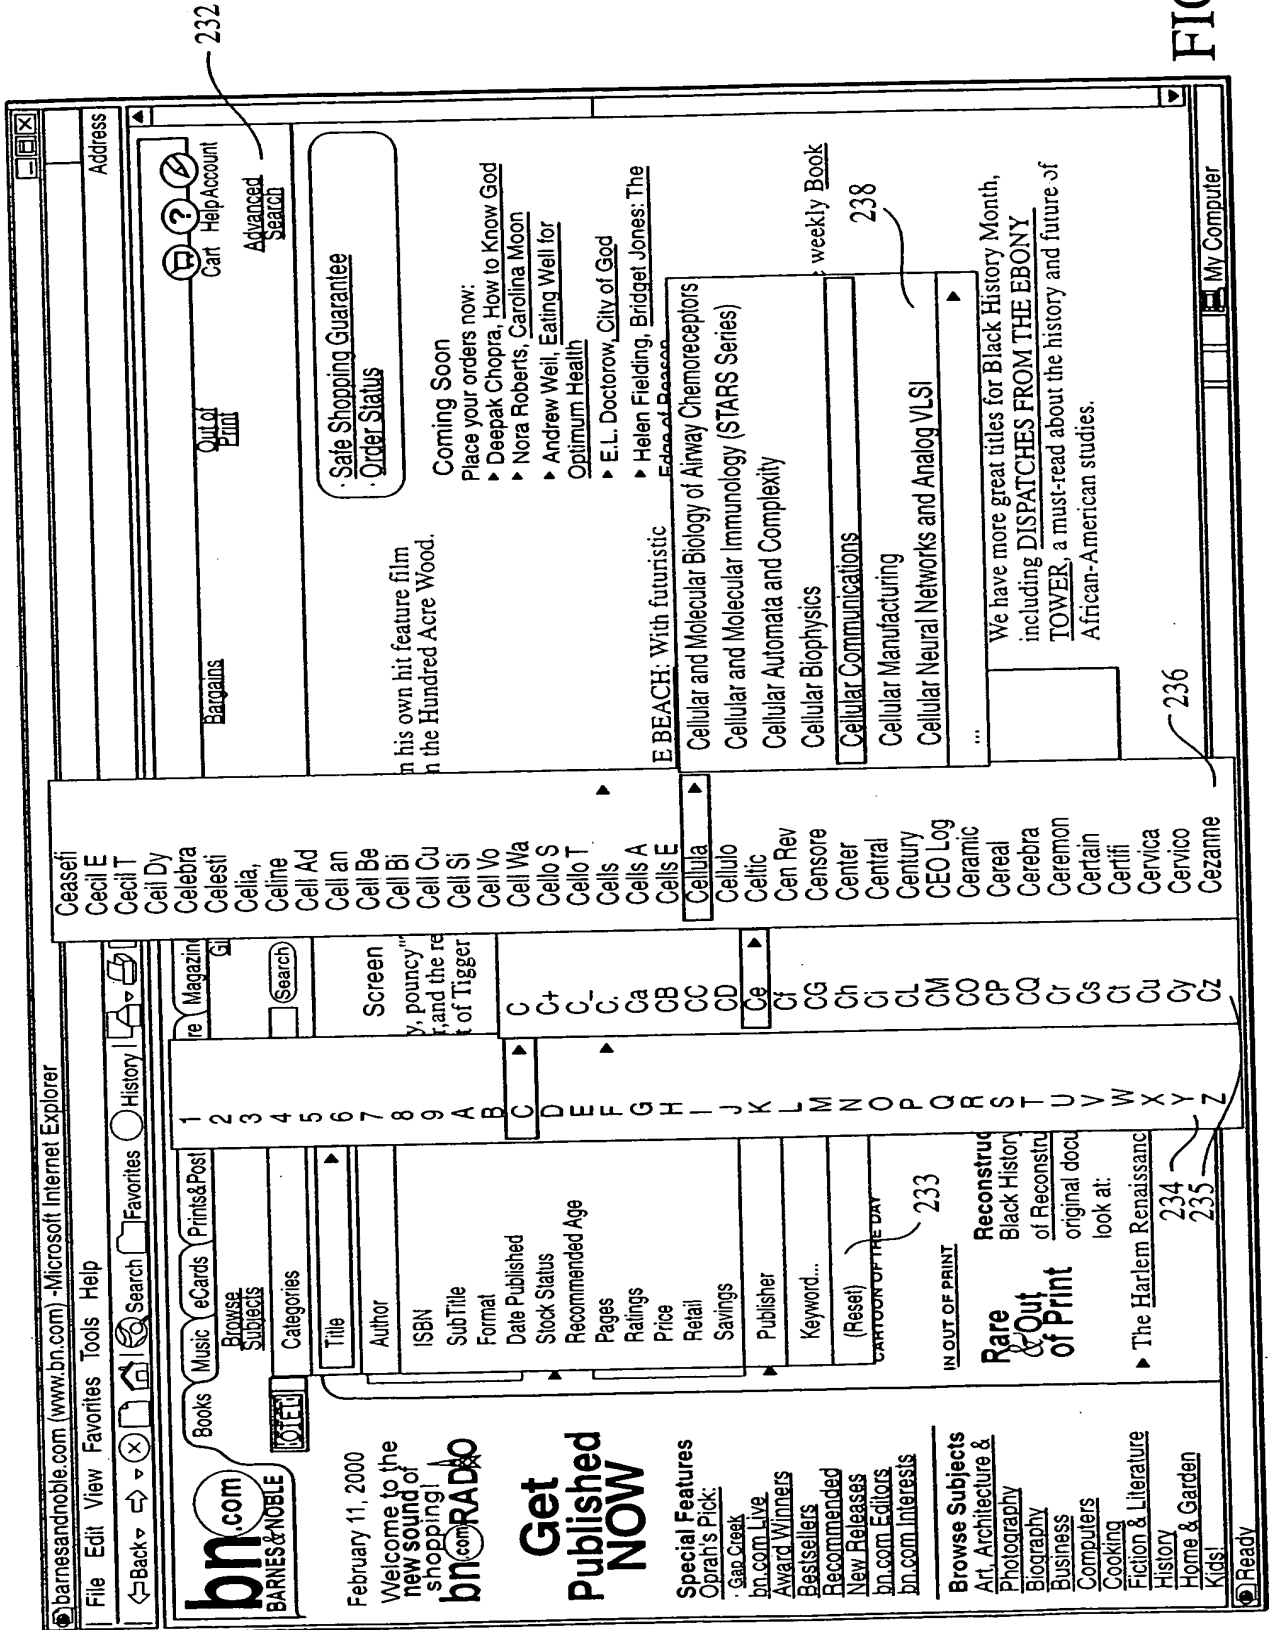 barnesandnoble.com (www.bn.com) -Microsoft Internet Explorer
File Edit View Favorites Tools Help
Back
Search
Favorites
History
Address
bn.com
BARNES&NOBLE
Books
Music
eCards
Prints&Post
re
Magazine
Browse
Subjects
Gi
Bargains
Out of
Print
Cart
Help
Account
Advanced
Search
232
Categories
Search
February 11, 2000
Welcome to the
new sound of
shopping!
bn.com RADIO
Get
Published
NOW
Special Features
Oprah's Pick:
Gap Creek
bn.com Live
Award Winners
Bestsellers
Recommended
New Releases
bn.com Editors
bn.com Interests
Browse Subjects
Art, Architecture &
Photography
Biography
Business
Computers
Cooking
Fiction & Literature
History
Home & Garden
Kids!
Title
Author
ISBN
SubTitle
Format
Date Published
Stock Status
Recommended Age
Pages
Ratings
Price
Retail
Savings
Publisher
Keyword...
(Reset)
CARTOON OF THE DAY
233
IN OUT OF PRINT
Rare
& Out
of Print
Reconstruc
Black History
of Reconstru
original docu
look at:
The Harlem Renaissanc
234
235
1
2
3
4
5
6
7
8
9
A
B
C
D
E
F
G
H
I
J
K
L
M
N
O
P
Q
R
S
T
U
V
W
X
Y
Z
Screen
y, pouncy"
r,and the re
t of Tigger
C
C+
C_
C.
Ca
CB
CC
CD
Ce
Cf
CG
Ch
Ci
CL
CM
CO
CP
CQ
Cr
Cs
Ct
Cu
Cy
Cz
Ceasefi
Cecil E
Cecil T
Ceil Dy
Celebra
Celesti
Celia,
Celine
Cell Ad
Cell an
Cell Be
Cell Bi
Cell Cu
Cell Si
Cell Vo
Cell Wa
Cello S
Cello T
Cells
Cells A
Cells E
Cellula
Cellulo
Celtic
Cen Rev
Censore
Center
Central
Century
CEO Log
Ceramic
Cereal
Cerebra
Ceremon
Certain
Certifi
Cervica
Cervico
Cezanne
236
n his own hit feature film
n the Hundred Acre Wood.
E BEACH: With futuristic
Safe Shopping Guarantee
Order Status
Coming Soon
Place your orders now:
Deepak Chopra, How to Know God
Nora Roberts, Carolina Moon
Andrew Weil, Eating Well for
Optimum Health
E.L. Doctorow, City of God
Helen Fielding, Bridget Jones: The
Edge of Reason
Cellular and Molecular Biology of Airway Chemoreceptors
Cellular and Molecular Immunology (STARS Series)
Cellular Automata and Complexity
Cellular Biophysics
Cellular Communications
Cellular Manufacturing
Cellular Neural Networks and Analog VLSI
...
weekly Book
238
We have more great titles for Black History Month,
including DISPATCHES FROM THE EBONY
TOWER, a must-read about the history and future of
African-American studies.
Ready
My Computer